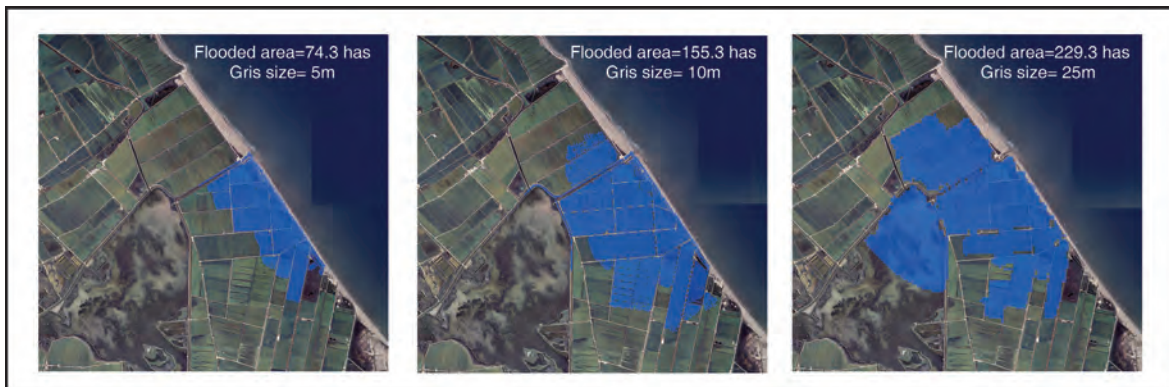 Flooded area=74.3 has
Gris size= 5m
Flooded area=155.3 has
Gris size= 10m
Flooded area=229.3 has
Gris size= 25m